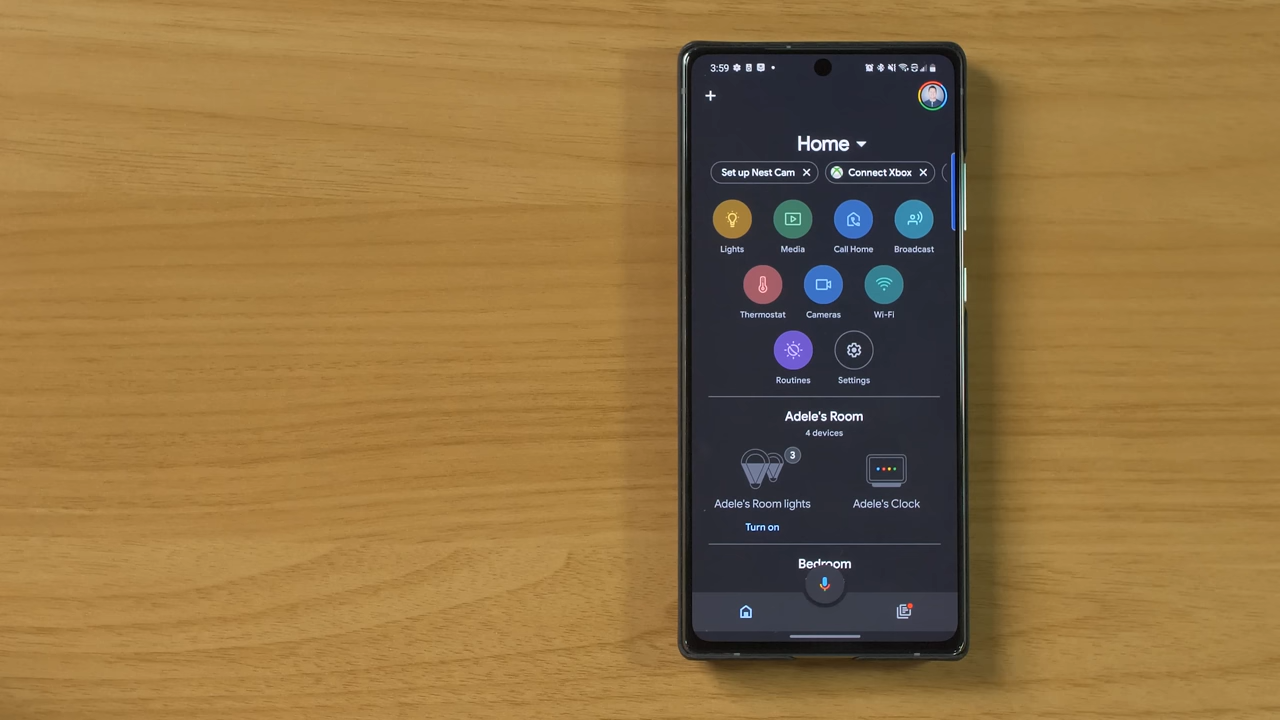 3:59
Home
Set up Nest Cam
Connect Xbox
Lights
Media
Call Home
Broadcast
Thermostat
Cameras
Wi-Fi
Routines
Settings
Adele's Room
4 devices
3
Adele's Room lights
Adele's Clock
Turn on
Bedroom